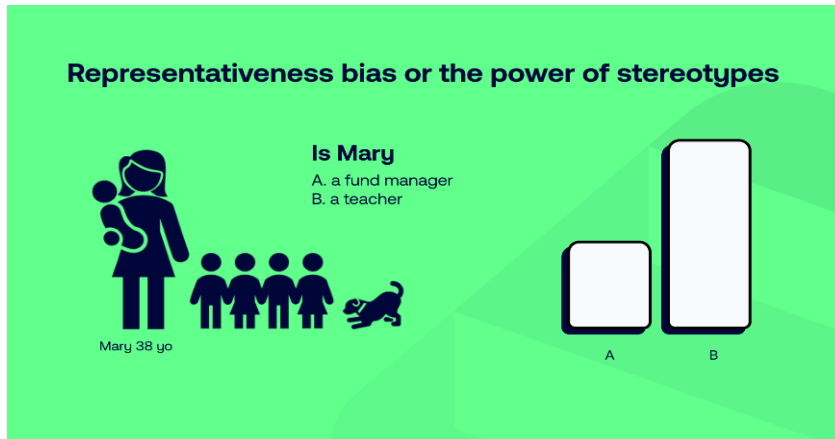 Representativeness bias or the power of stereotypes
Is Mary
A. a fund manager
B. a teacher
Mary 38 yo
A
B